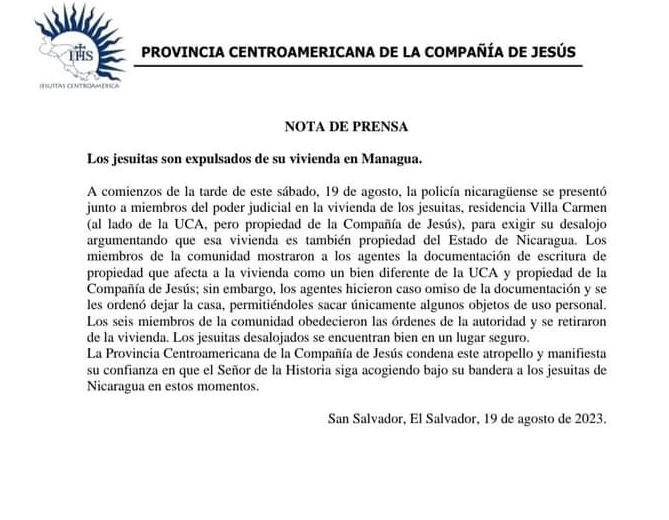 IHS
JESUITAS CENTROAMÉRICA
PROVINCIA CENTROAMERICANA DE LA COMPAÑÍA DE JESÚS
NOTA DE PRENSA
Los jesuitas son expulsados de su vivienda en Managua.
A comienzos de la tarde de este sábado, 19 de agosto, la policía nicaragüense se presentó
junto a miembros del poder judicial en la vivienda de los jesuitas, residencia Villa Carmen
(al lado de la UCA, pero propiedad de la Compañía de Jesús), para exigir su desalojo
argumentando que esa vivienda es también propiedad del Estado de Nicaragua. Los
miembros de la comunidad mostraron a los agentes la documentación de escritura de
propiedad que afecta a la vivienda como un bien diferente de la UCA y propiedad de la
Compañía de Jesús; sin embargo, los agentes hicieron caso omiso de la documentación y se
les ordenó dejar la casa, permitiéndoles sacar únicamente algunos objetos de uso personal.
Los seis miembros de la comunidad obedecieron las órdenes de la autoridad y se retiraron
de la vivienda. Los jesuitas desalojados se encuentran bien en un lugar seguro.
La Provincia Centroamericana de la Compañía de Jesús condena este atropello y manifiesta
su confianza en que el Señor de la Historia siga acogiendo bajo su bandera a los jesuitas de
Nicaragua en estos momentos.
San Salvador, El Salvador, 19 de agosto de 2023.